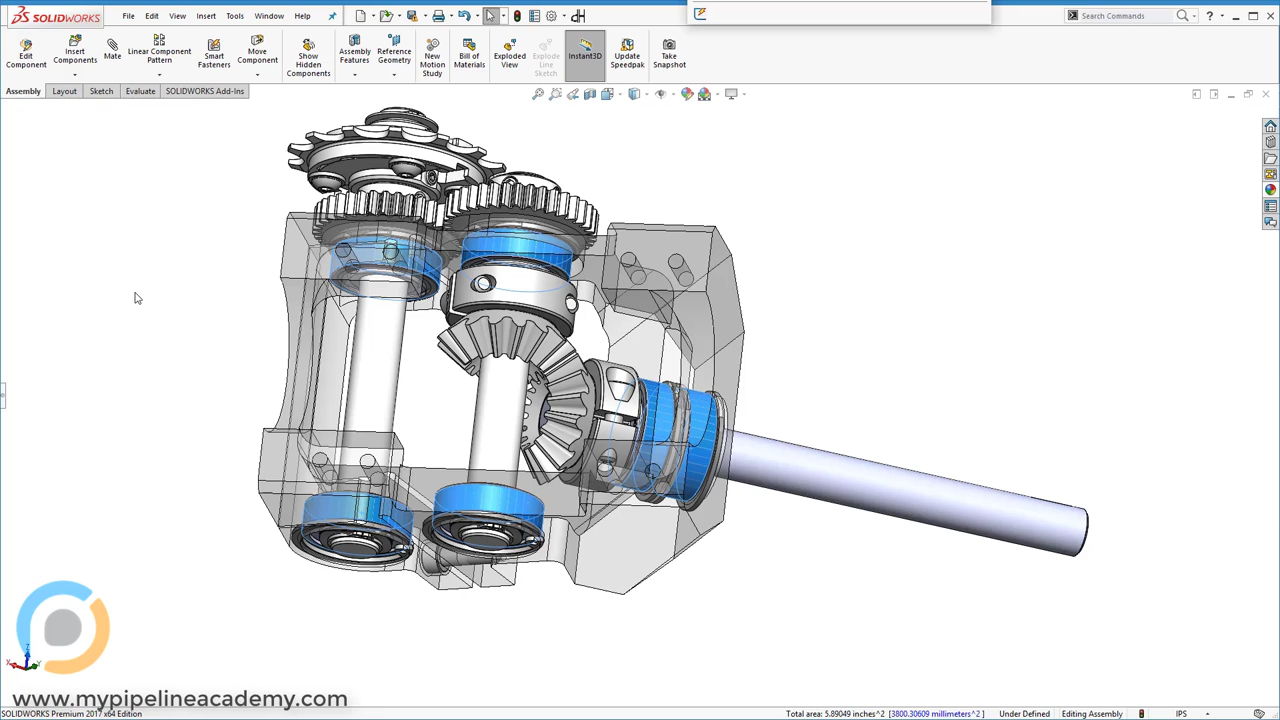 SOLIDWORKS
File Edit View Insert Tools Window Help
Search Commands
Edit Component
Insert Components
Mate
Linear Component Pattern
Smart Fasteners
Move Component
Show Hidden Components
Assembly Features
Reference Geometry
New Motion Study
Bill of Materials
Exploded View
Explode Line Sketch
Instant3D
Update Speedpak
Take Snapshot
Assembly Layout Sketch Evaluate SOLIDWORKS Add-Ins
www.mypipelineacademy.com
SOLIDWORKS Premium 2017 x64 Edition
Total area: 5.89049 inches^2 [3800.30609 millimeters^2 ] Under Defined Editing Assembly IPS